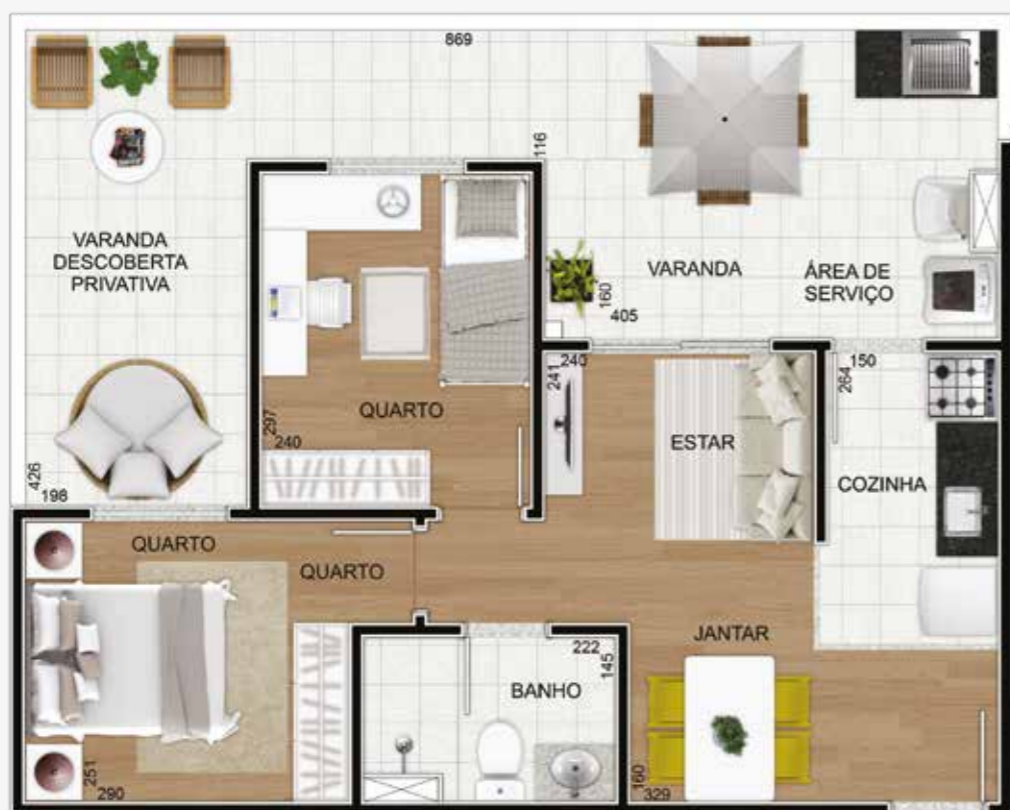 869
116
VARANDA
DESCOBERTA
PRIVATIVA
VARANDA
ÁREA DE
SERVIÇO
160
405
QUARTO
297
240
241
240
ESTAR
150
264
COZINHA
426
198
QUARTO
QUARTO
251
290
222
145
BANHO
JANTAR
160
329